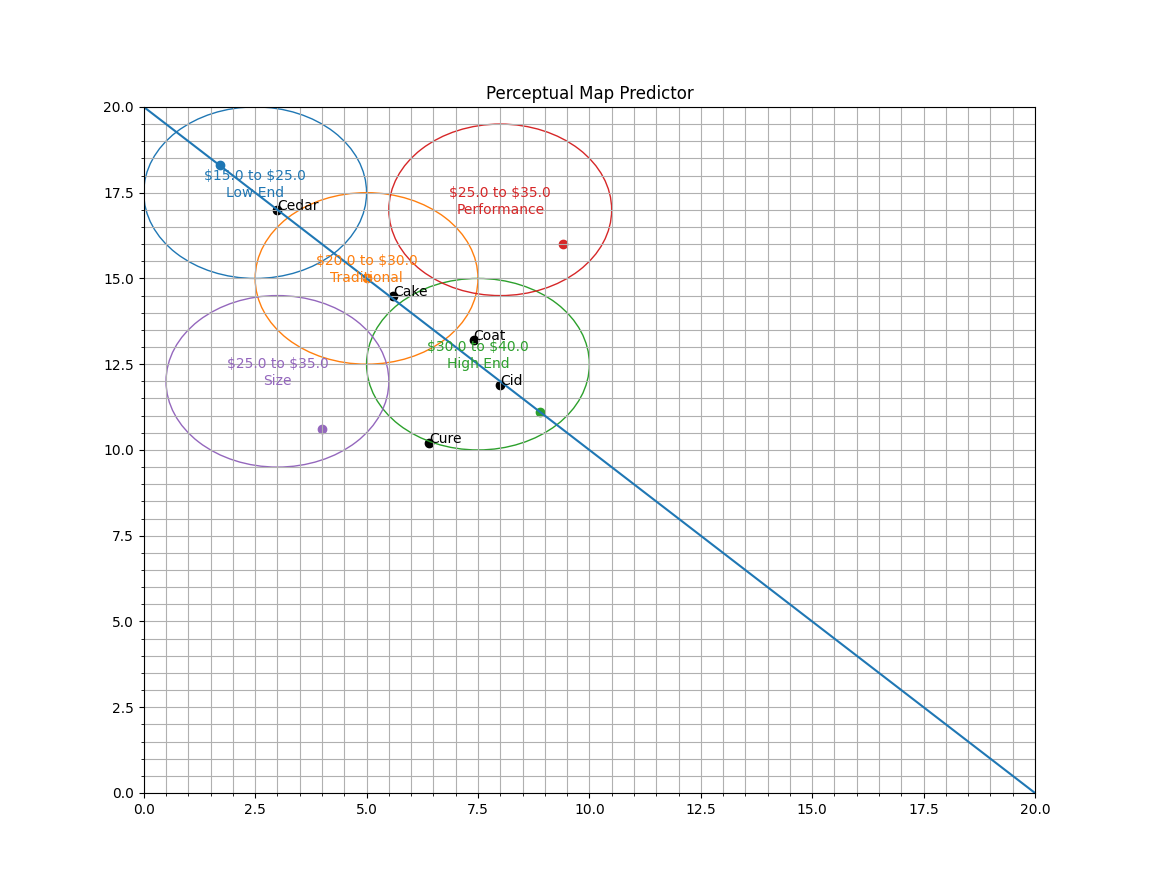 Perceptual Map Predictor
20.0
17.5
15.0
12.5
10.0
7.5
5.0
2.5
0.0
$15.0 to $25.0
Low End
Cedar
$25.0 to $35.0
Performance
$20.0 to $30.0
Traditional
Cake
Coat
$30.0 to $40.0
High End
$25.0 to $35.0
Size
Cid
Cure
0.0 2.5 5.0 7.5 10.0 12.5 15.0 17.5 20.0